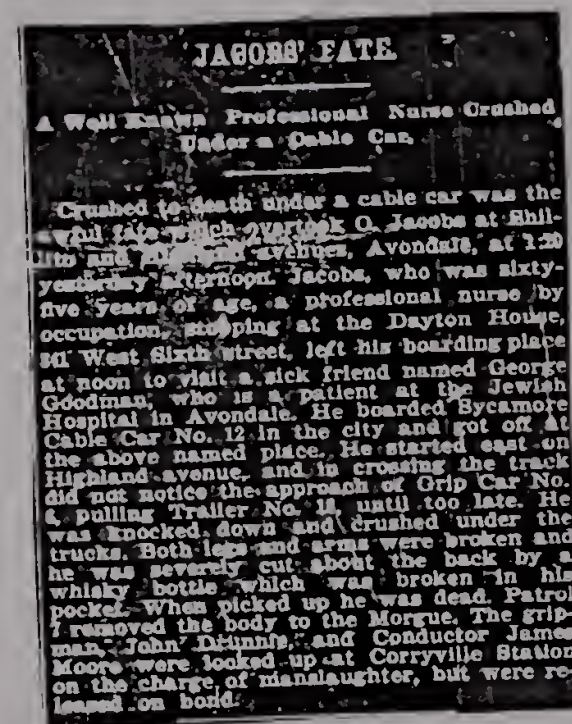 JACOBS' FATE.
A Well Known Professional Nurse Crushed
Under a Cable Car.
Crushed to death under a cable car was the
awful fate which overtook O. Jacobs at Shil-
lito and avenues, Avondale, at 1:20
yesterday afternoon. Jacobs, who was sixty-
five years of age, a professional nurse by
occupation, stopping at the Dayton House,
West Sixth street, left his boarding place
at noon to visit a sick friend named George
Goodman, who is a patient at the Jewish
Hospital in Avondale. He boarded Sycamore
Cable Car No. 12 in the city and got off at
the above named place. He started east on
Highland avenue, and in crossing the track
did not notice the approach of Grip Car No.
pulling Trailer No. until too late. He
was knocked down and crushed under the
trucks. Both legs and arms were broken and
he was severely cut about the back by a
whisky bottle which was broken in his
pocket. When picked up he was dead. Patrol
removed the body to the Morgue. The grip-
man, John and Conductor James
Moore were locked up at Corryville Station
on the charge of manslaughter, but were re-
leased on bond.